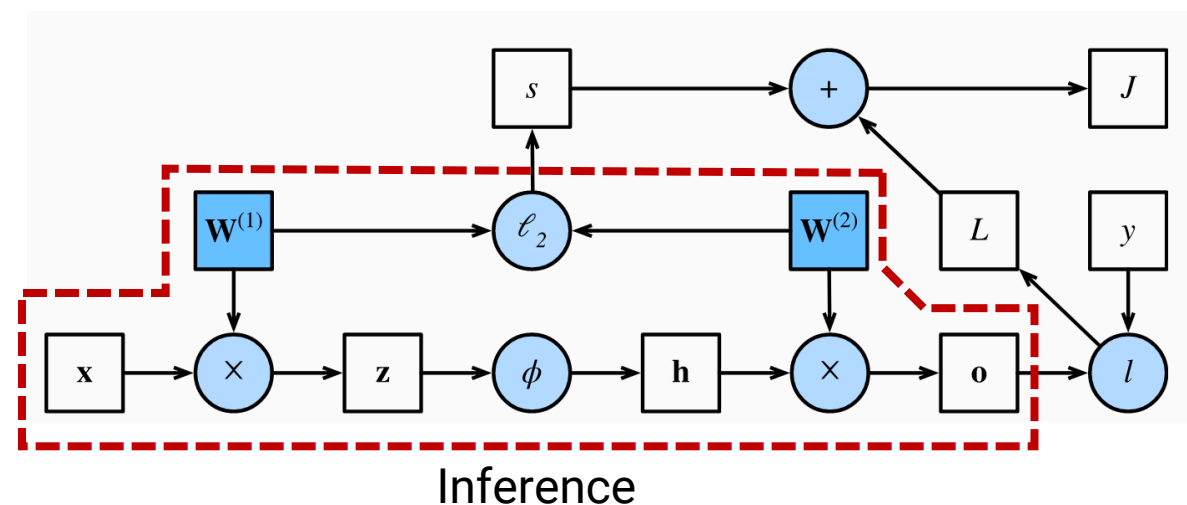 s + J
W⁽¹⁾ ℓ₂ W⁽²⁾ L y
x × z ϕ h × o l
Inference